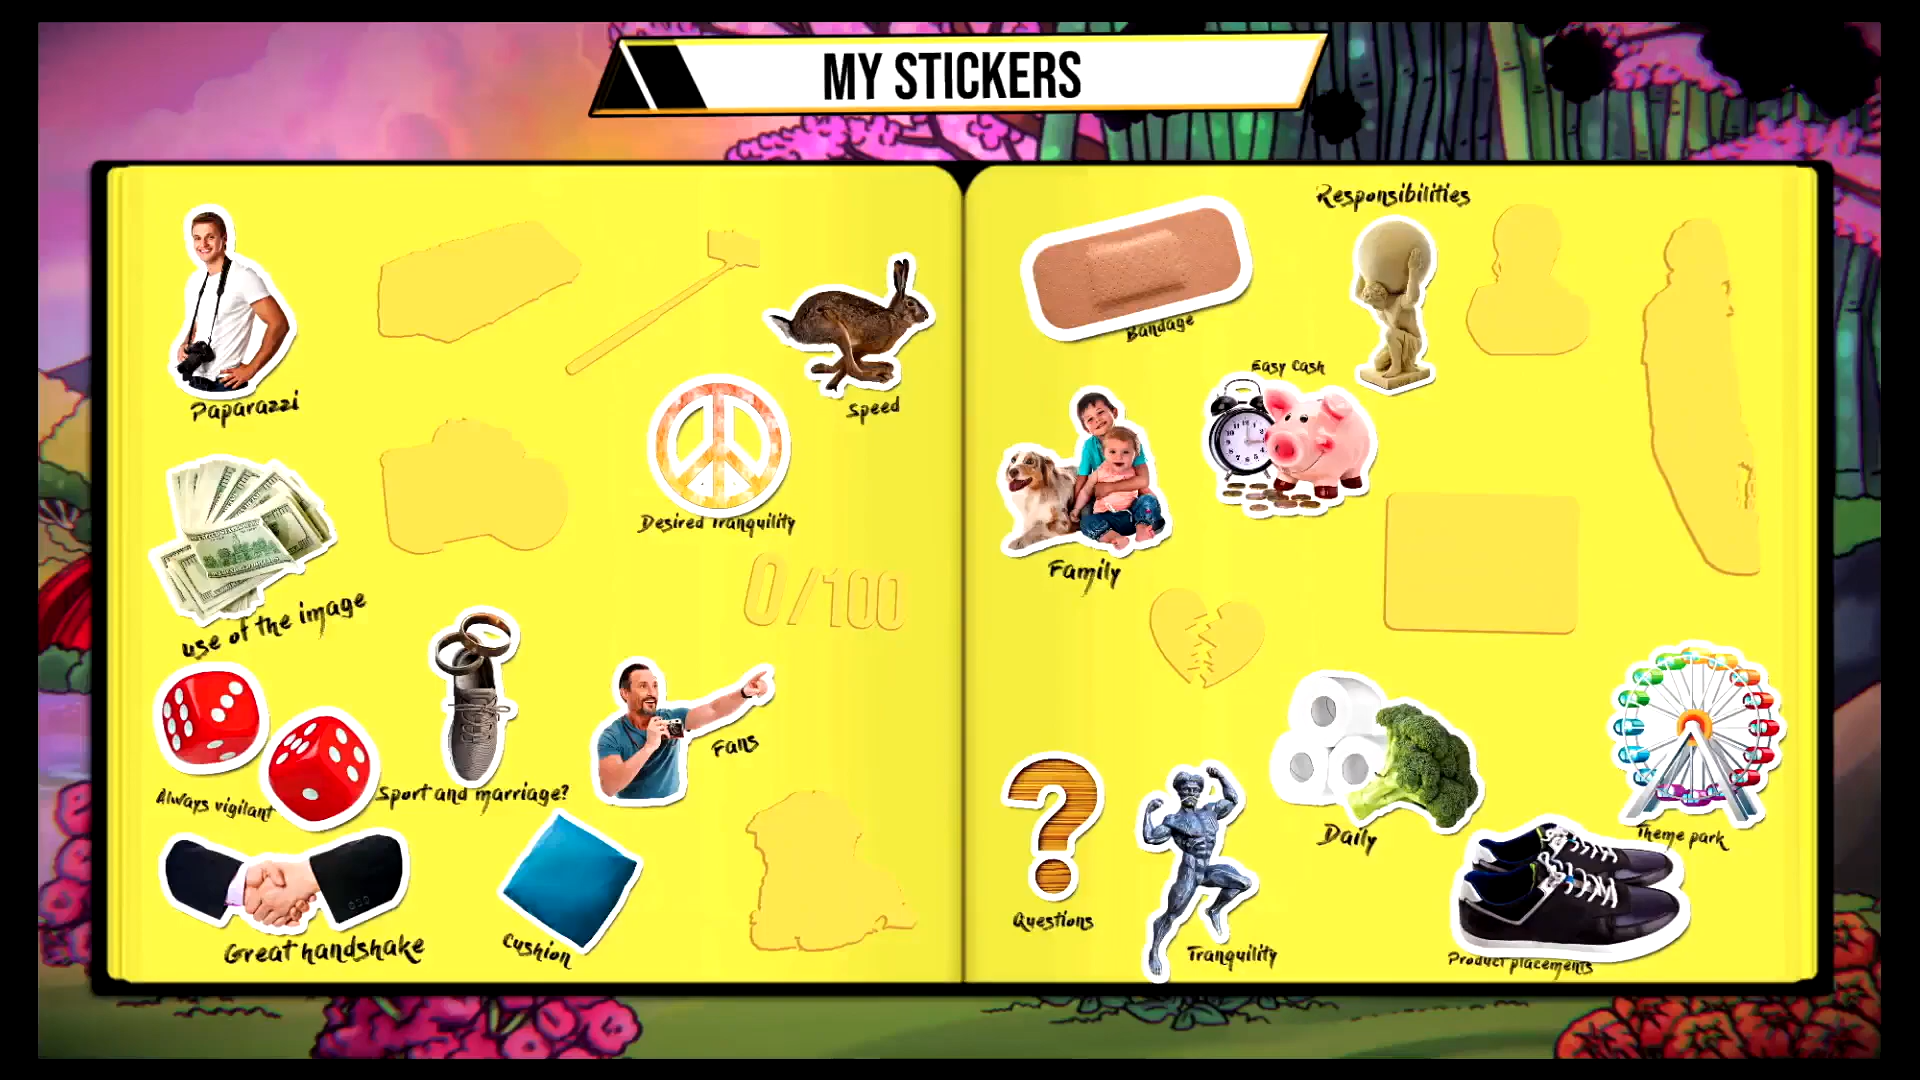 MY STICKERS
Responsibilities
Bandage
Easy Cash
Paparazzi
Speed
Desired Tranquility
Family
use of the image
0/100
Fans
Always vigilant
Sport and marriage?
Daily
Theme park
Questions
Great handshake
Cushion
Tranquility
Product placements